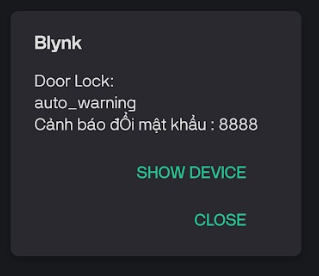 Blynk
Door Lock:
auto_warning
Cảnh báo đổi mật khẩu : 8888
SHOW DEVICE
CLOSE